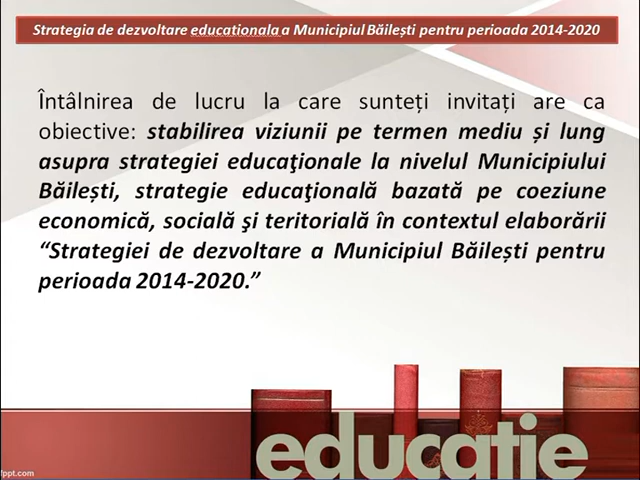 Strategia de dezvoltare educationala a Municipiul Băilești pentru perioada 2014-2020
Întâlnirea de lucru la care sunteți invitați are ca
obiective: stabilirea viziunii pe termen mediu și lung
asupra strategiei educaţionale la nivelul Municipiului
Băilești, strategie educaţională bazată pe coeziune
economică, socială şi teritorială în contextul elaborării
“Strategiei de dezvoltare a Municipiul Băilești pentru
perioada 2014-2020.”
educatie
fppt.com